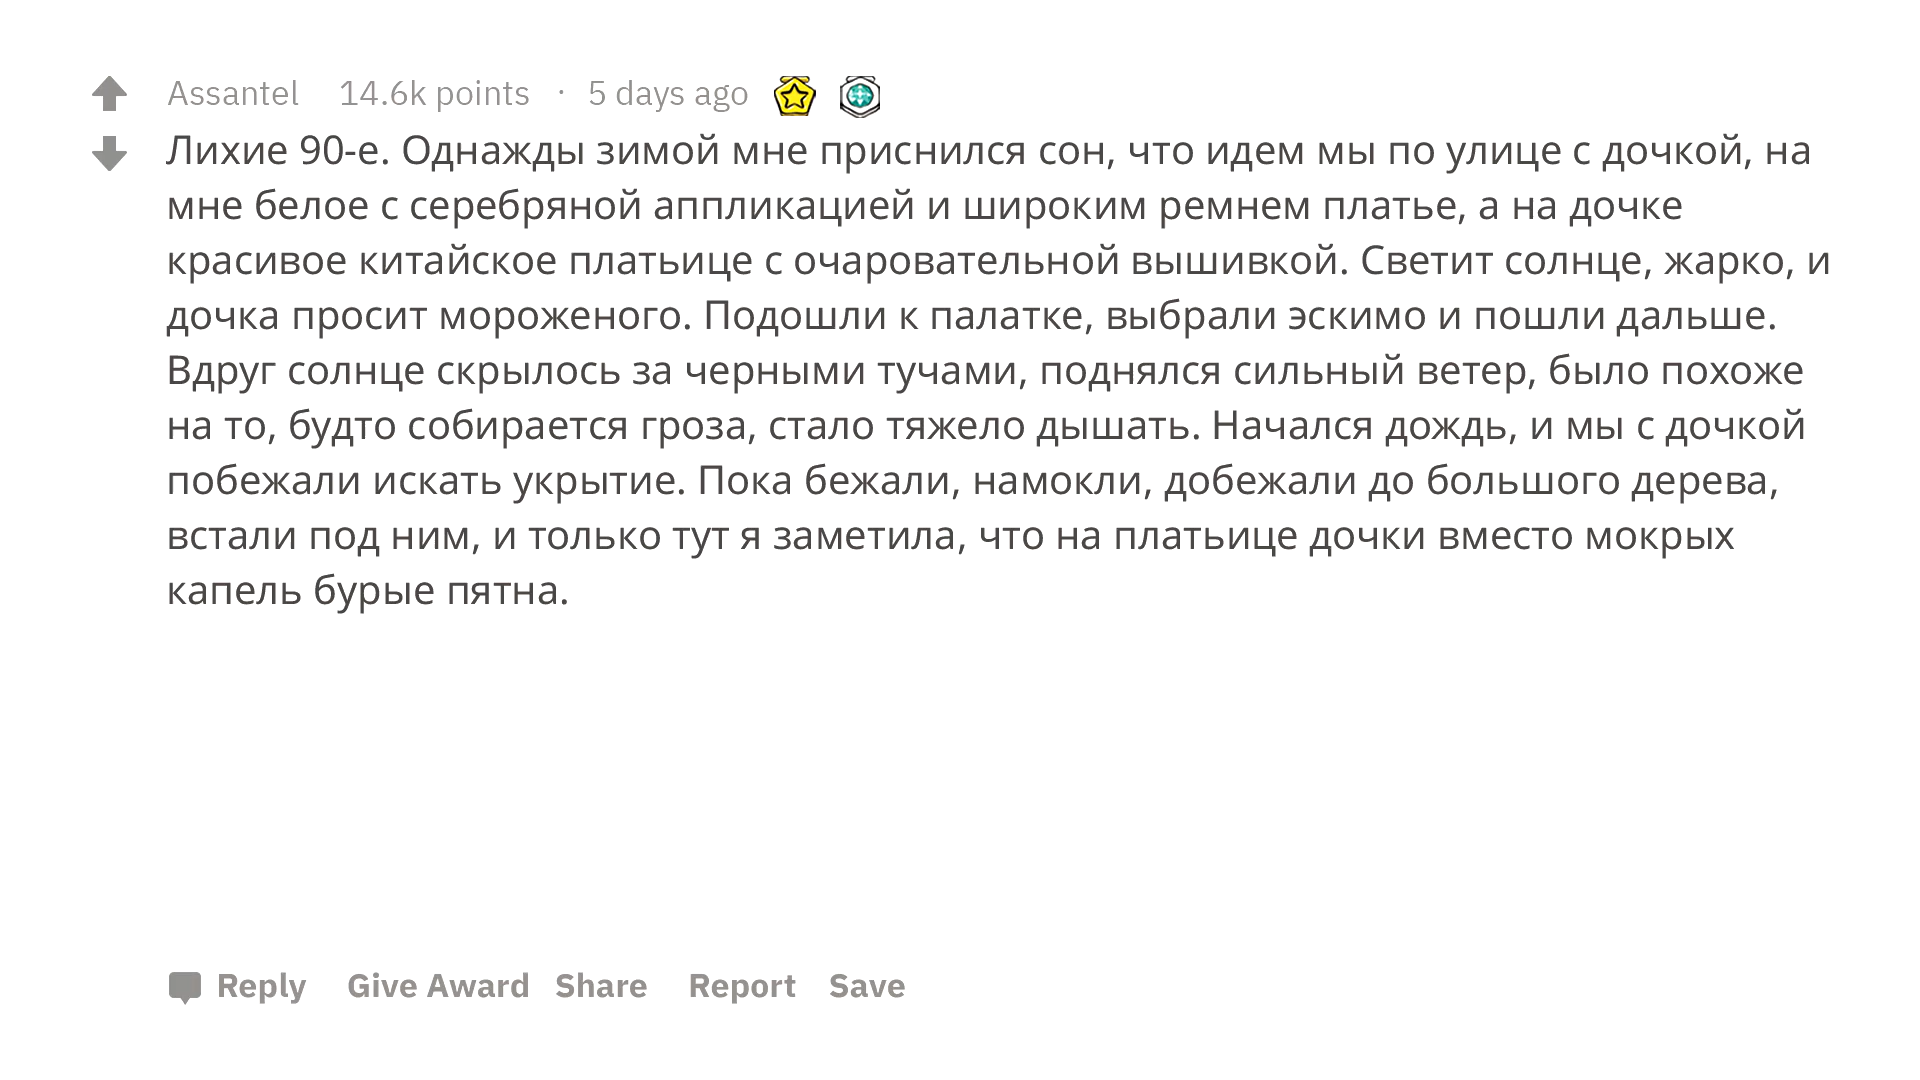 Assantel 14.6k points · 5 days ago
Лихие 90-е. Однажды зимой мне приснился сон, что идем мы по улице с дочкой, на
мне белое с серебряной аппликацией и широким ремнем платье, а на дочке
красивое китайское платьице с очаровательной вышивкой. Светит солнце, жарко, и
дочка просит мороженого. Подошли к палатке, выбрали эскимо и пошли дальше.
Вдруг солнце скрылось за черными тучами, поднялся сильный ветер, было похоже
на то, будто собирается гроза, стало тяжело дышать. Начался дождь, и мы с дочкой
побежали искать укрытие. Пока бежали, намокли, добежали до большого дерева,
встали под ним, и только тут я заметила, что на платьице дочки вместо мокрых
капель бурые пятна.
Reply Give Award Share Report Save